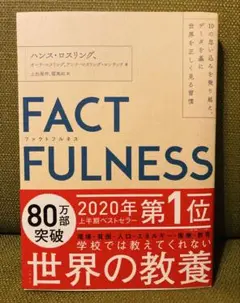 10の思い込みを乗り越え、
データを基に
世界を正しく見る習慣
ハンス・ロスリング、
オーラ・ロスリング、アンナ・ロスリング・ロンランド 著
上杉周作、関美和 訳
FACT
ファクトフルネス
FULNESS
80万部
突破
2020年
上半期ベストセラー
第1位
学校では教えてくれない
世界の教養